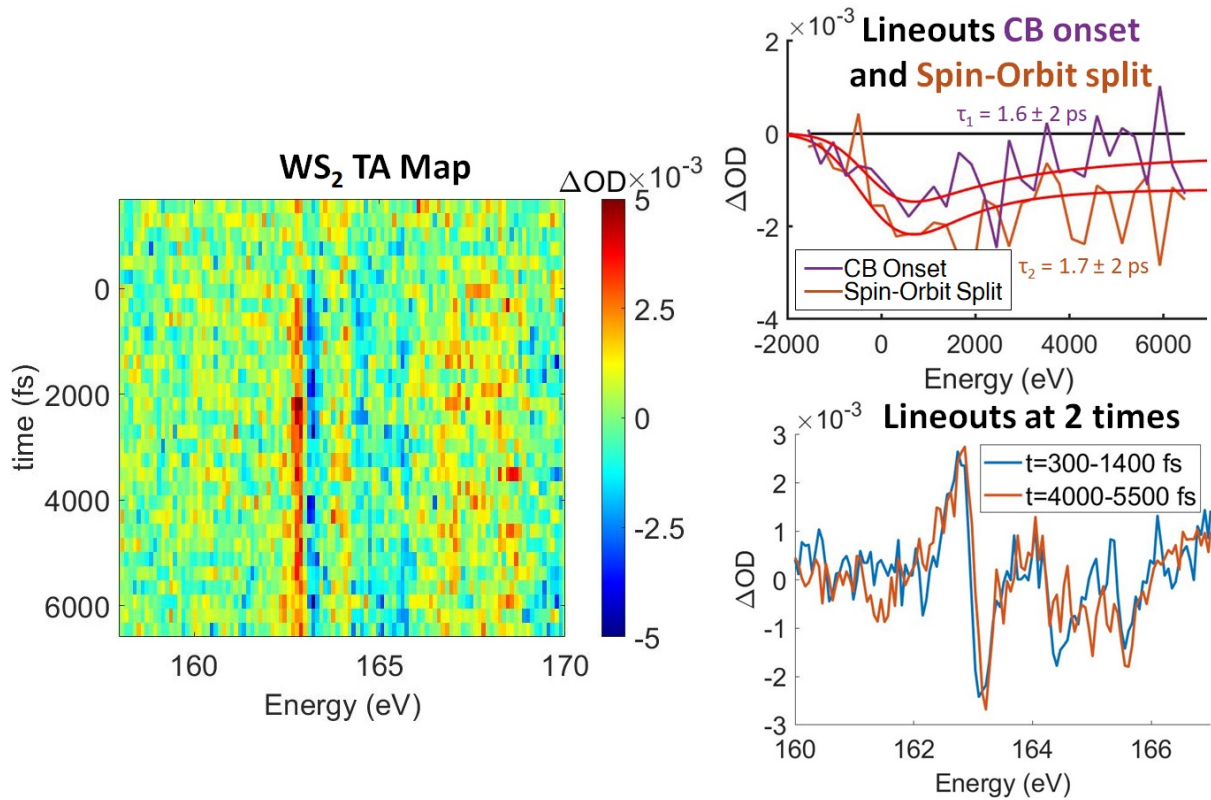 WS₂ TA Map
ΔOD×10⁻³
5
2.5
0
-2.5
-5
0
2000
4000
6000
time (fs)
160
165
170
Energy (eV)
×10⁻³
Lineouts CB onset
and Spin-Orbit split
τ₁ = 1.6 ± 2 ps
τ₂ = 1.7 ± 2 ps
2
0
-2
-4
ΔOD
CB Onset
Spin-Orbit Split
-2000
0
2000
4000
6000
Energy (eV)
×10⁻³
Lineouts at 2 times
t=300-1400 fs
t=4000-5500 fs
3
2
1
0
-1
-2
-3
ΔOD
160
162
164
166
Energy (eV)